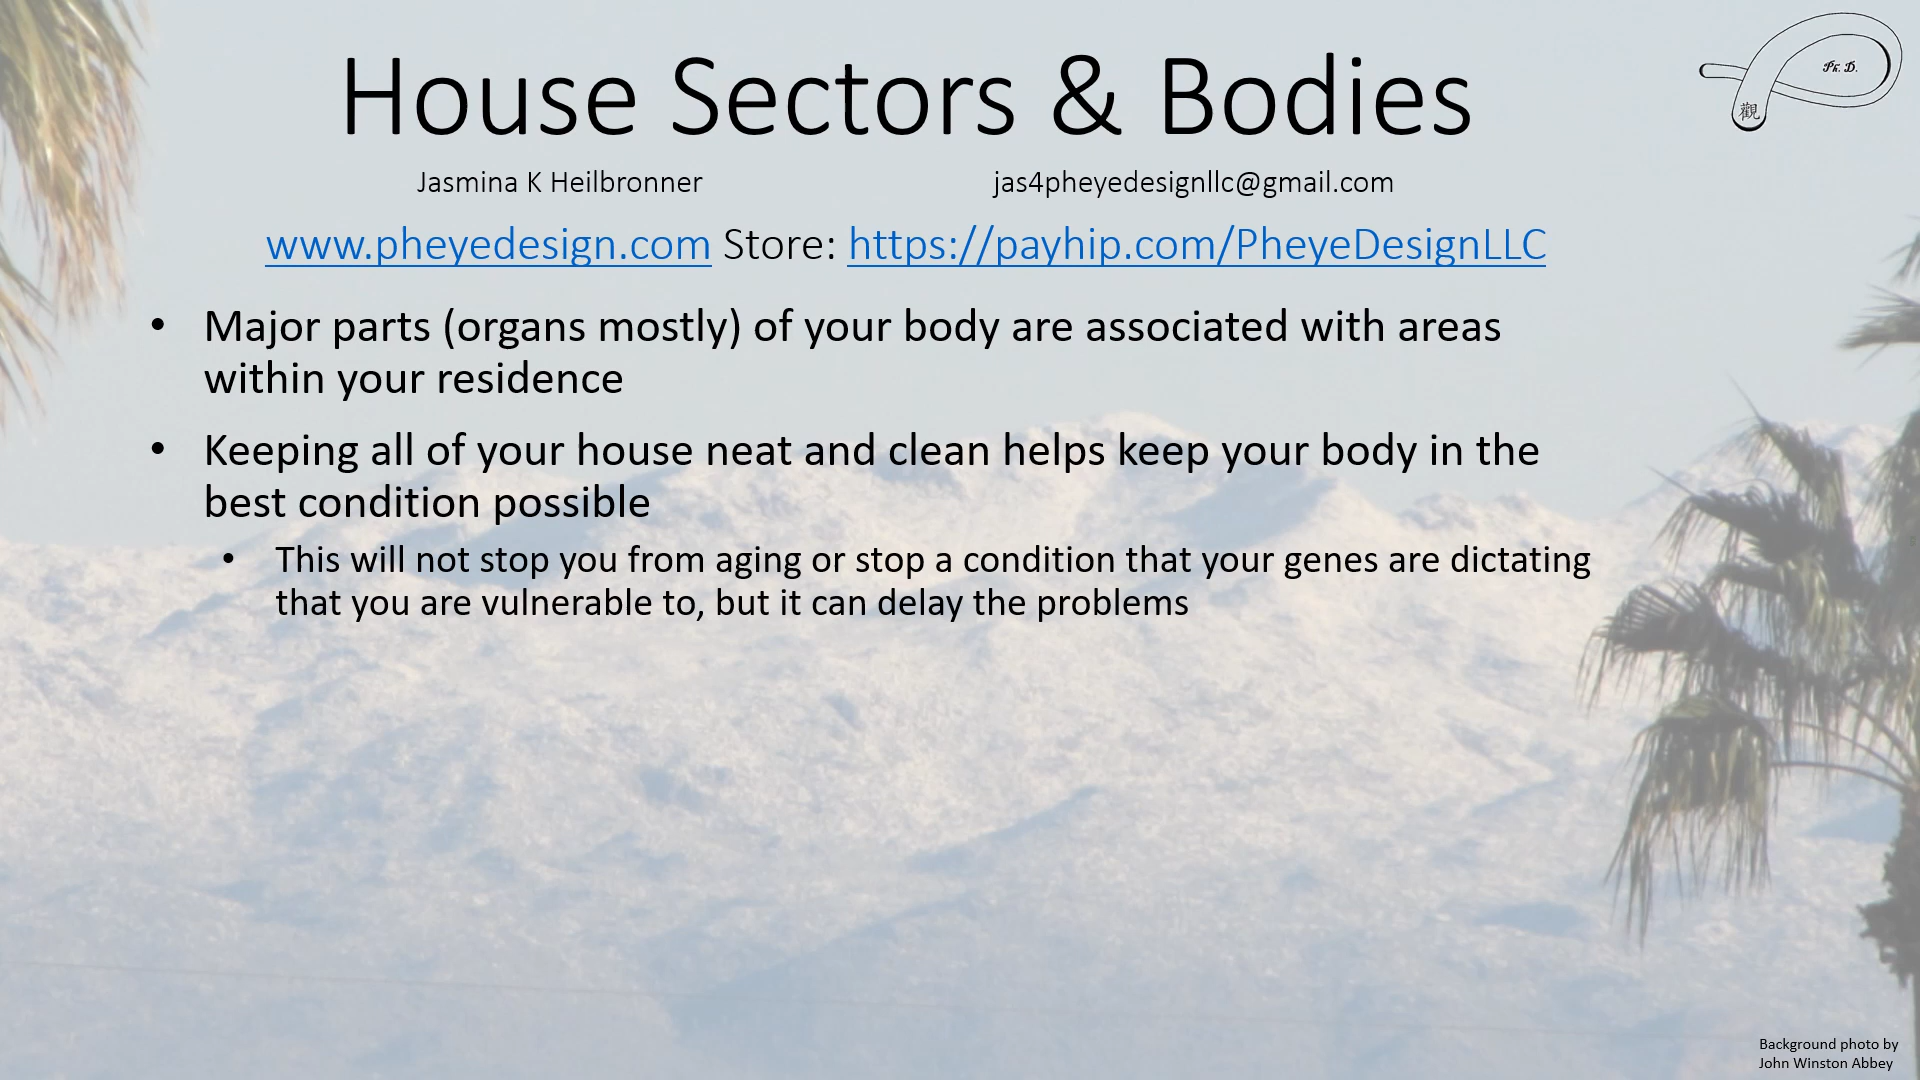 House Sectors & Bodies
Ph. D.
觀
Jasmina K Heilbronner jas4pheyedesignllc@gmail.com
www.pheyedesign.com Store: https://payhip.com/PheyeDesignLLC
• Major parts (organs mostly) of your body are associated with areas
within your residence
• Keeping all of your house neat and clean helps keep your body in the
best condition possible
• This will not stop you from aging or stop a condition that your genes are dictating
that you are vulnerable to, but it can delay the problems
Background photo by
John Winston Abbey